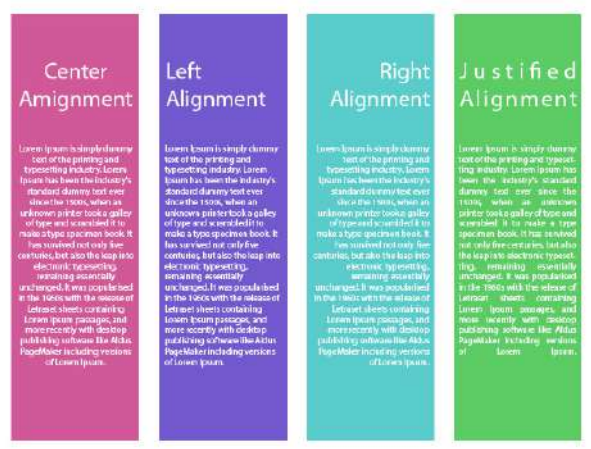 Center
Amignment
Lorem Ipsum is simply dummy
text of the printing and
typesetting industry. Lorem
Ipsum has been the industry's
standard dummy text ever
since the 1500s, when an
unknown printer took a galley
of type and scrambled it to
make a type specimen book. It
has survived not only five
centuries, but also the leap into
electronic typesetting,
remaining essentially
unchanged. It was popularised
in the 1960s with the release of
Letraset sheets containing
Lorem Ipsum passages, and
more recently with desktop
publishing software like Aldus
PageMaker including versions
of Lorem Ipsum.
Left
Alignment
Lorem Ipsum is simply dummy
text of the printing and
typesetting industry. Lorem
Ipsum has been the industry's
standard dummy text ever
since the 1500s, when an
unknown printer took a galley
of type and scrambled it to
make a type specimen book. It
has survived not only five
centuries, but also the leap into
electronic typesetting,
remaining essentially
unchanged. It was popularised
in the 1960s with the release of
Letraset sheets containing
Lorem Ipsum passages, and
more recently with desktop
publishing software like Aldus
PageMaker including versions
of Lorem Ipsum.
Right
Alignment
Lorem Ipsum is simply dummy
text of the printing and
typesetting industry. Lorem
Ipsum has been the industry's
standard dummy text ever
since the 1500s, when an
unknown printer took a galley
of type and scrambled it to
make a type specimen book. It
has survived not only five
centuries, but also the leap into
electronic typesetting,
remaining essentially
unchanged. It was popularised
in the 1960s with the release of
Letraset sheets containing
Lorem Ipsum passages, and
more recently with desktop
publishing software like Aldus
PageMaker including versions
of Lorem Ipsum.
Justified
Alignment
Lorem Ipsum is simply dummy
text of the printing and typeset-
ting industry. Lorem Ipsum has
been the industry's standard
dummy text ever since the
1500s, when an unknown
printer took a galley of type and
scrambled it to make a type
specimen book. It has survived
not only five centuries, but also
the leap into electronic typeset-
ting, remaining essentially
unchanged. It was popularised
in the 1960s with the release of
Letraset sheets containing
Lorem Ipsum passages, and
more recently with desktop
publishing software like Aldus
PageMaker including versions
of Lorem Ipsum.